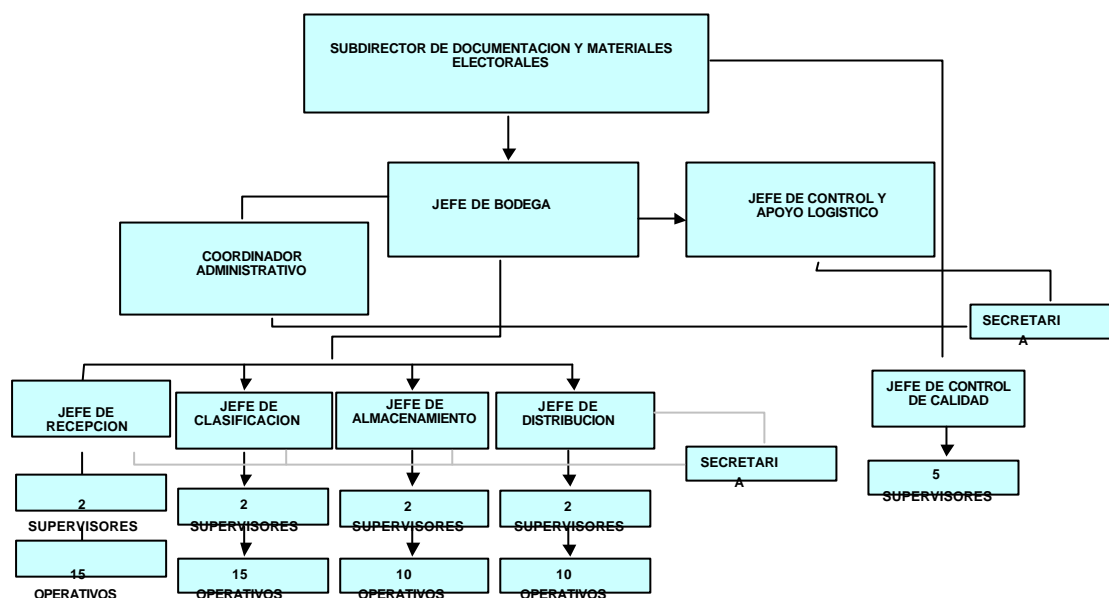 SUBDIRECTOR DE DOCUMENTACION Y MATERIALES
ELECTORALES
JEFE DE BODEGA
JEFE DE CONTROL Y
APOYO LOGISTICO
COORDINADOR
ADMINISTRATIVO
SECRETARI
A
JEFE DE
RECEPCION
JEFE DE
CLASIFICACION
JEFE DE
ALMACENAMIENTO
JEFE DE
DISTRIBUCION
JEFE DE CONTROL
DE CALIDAD
SECRETARI
A
2
SUPERVISORES
2
SUPERVISORES
2
SUPERVISORES
2
SUPERVISORES
5
SUPERVISORES
15
OPERATIVOS
15
OPERATIVOS
10
OPERATIVOS
10
OPERATIVOS